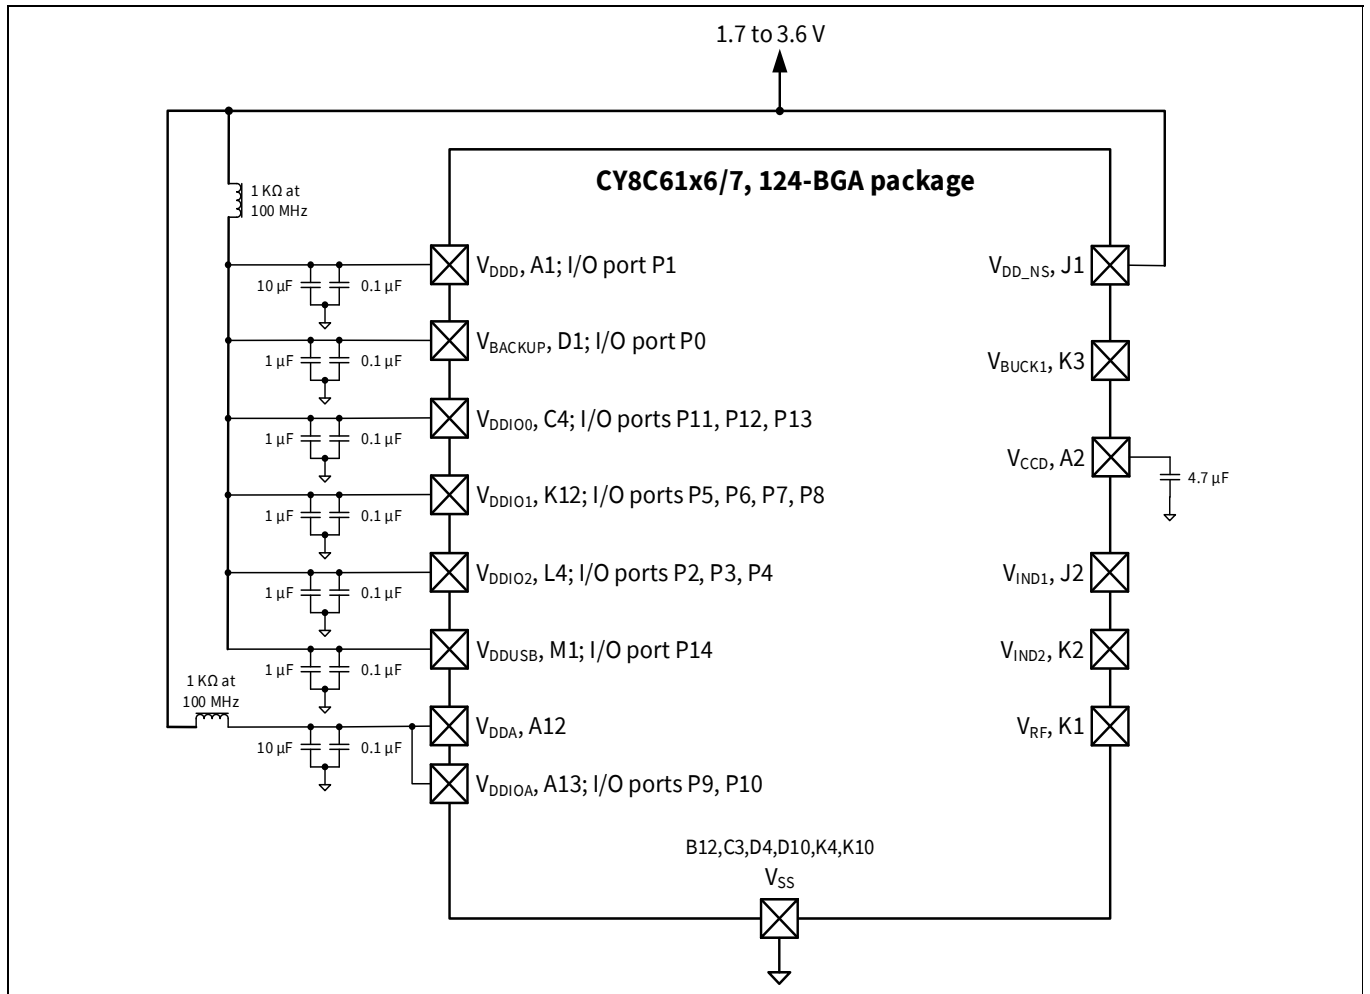 1.7 to 3.6 V
CY8C61x6/7, 124-BGA package
1 KΩ at
100 MHz
VDDD, A1; I/O port P1
VDD_NS, J1
10 µF
0.1 µF
VBACKUP, D1; I/O port P0
1 µF
0.1 µF
VBUCK1, K3
VDDIO0, C4; I/O ports P11, P12, P13
1 µF
0.1 µF
VCCD, A2
4.7 µF
VDDIO1, K12; I/O ports P5, P6, P7, P8
1 µF
0.1 µF
VDDIO2, L4; I/O ports P2, P3, P4
VIND1, J2
1 µF
0.1 µF
VDDUSB, M1; I/O port P14
VIND2, K2
1 µF
0.1 µF
1 KΩ at
100 MHz
VDDA, A12
VRF, K1
10 µF
0.1 µF
VDDIOA, A13; I/O ports P9, P10
B12,C3,D4,D10,K4,K10
VSS